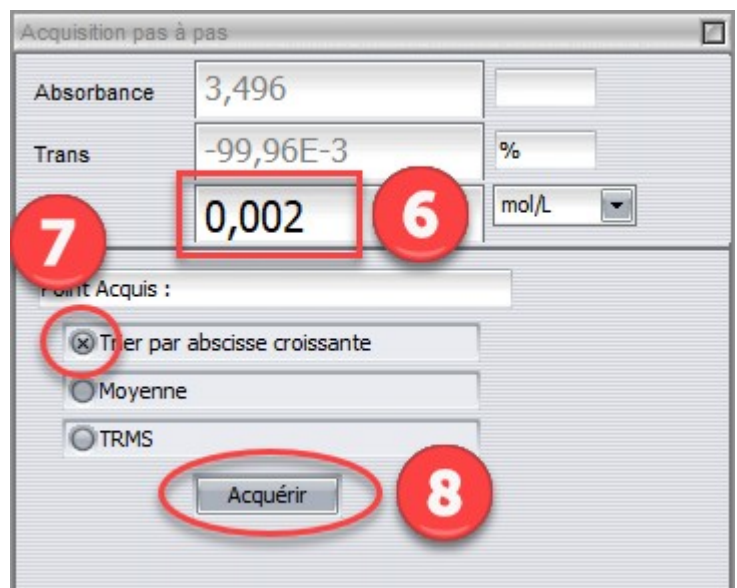 Acquisition pas à pas
Absorbance 3,496
Trans -99,96E-3 %
0,002 6 mol/L
7
Point Acquis :
Trier par abscisse croissante
Moyenne
TRMS
Acquérir 8